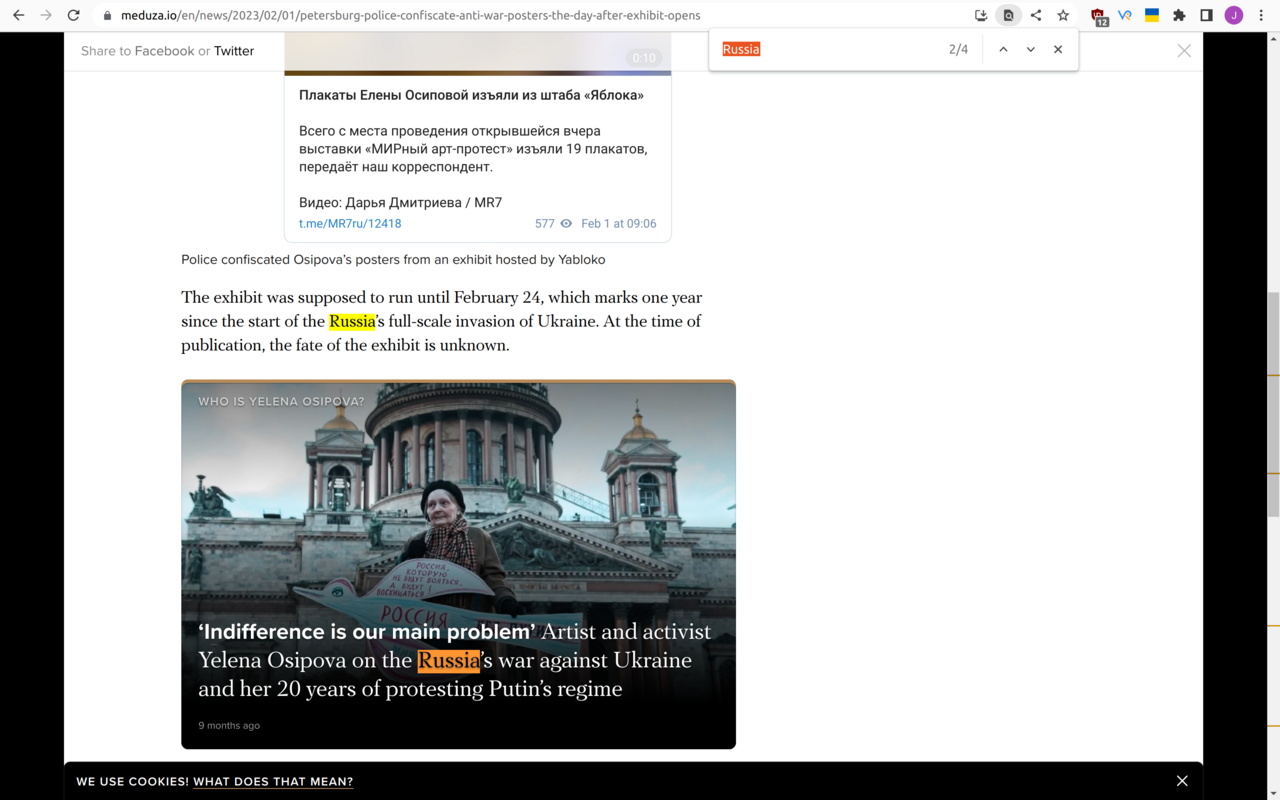 meduza.io/en/news/2023/02/01/petersburg-police-confiscate-anti-war-posters-the-day-after-exhibit-opens
12
J
Russia
2/4
Share to Facebook or Twitter
0:10
Плакаты Елены Осиповой изъяли из штаба «Яблока»
Всего с места проведения открывшейся вчера
выставки «МИРный арт-протест» изъяли 19 плакатов,
передаёт наш корреспондент.
Видео: Дарья Дмитриева / MR7
t.me/MR7ru/12418
577
Feb 1 at 09:06
Police confiscated Osipova’s posters from an exhibit hosted by Yabloko
The exhibit was supposed to run until February 24, which marks one year
since the start of the Russia’s full-scale invasion of Ukraine. At the time of
publication, the fate of the exhibit is unknown.
WHO IS YELENA OSIPOVA?
РОССИЯ,
КОТОРУЮ
НЕ БУДУТ БОЯТЬСЯ,
А БУДУТ
ВОСХИЩАТЬСЯ!
РОССИЯ
‘Indifference is our main problem’ Artist and activist
Yelena Osipova on the Russia’s war against Ukraine
and her 20 years of protesting Putin’s regime
9 months ago
WE USE COOKIES! WHAT DOES THAT MEAN?